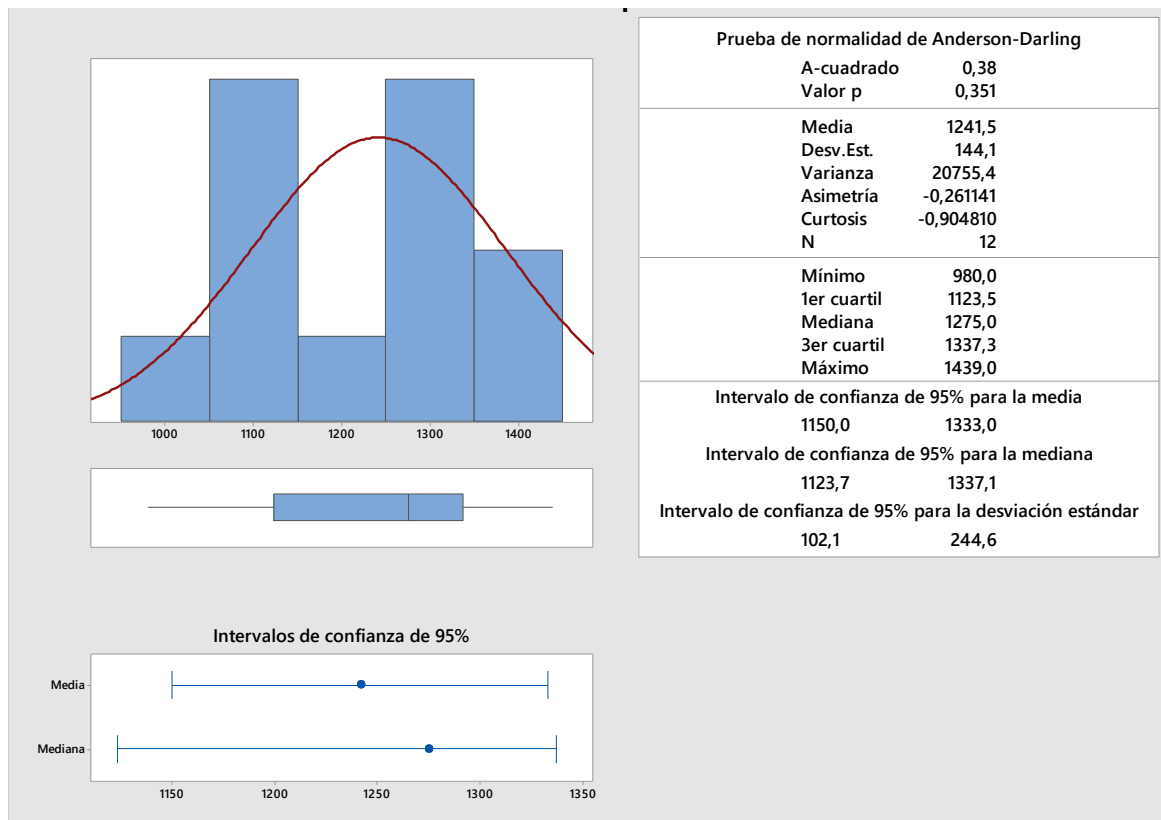 1000 1100 1200 1300 1400
Intervalos de confianza de 95%
Media
Mediana
1150 1200 1250 1300 1350
Prueba de normalidad de Anderson-Darling
A-cuadrado 0,38
Valor p 0,351
Media 1241,5
Desv.Est. 144,1
Varianza 20755,4
Asimetría -0,261141
Curtosis -0,904810
N 12
Mínimo 980,0
1er cuartil 1123,5
Mediana 1275,0
3er cuartil 1337,3
Máximo 1439,0
Intervalo de confianza de 95% para la media
1150,0 1333,0
Intervalo de confianza de 95% para la mediana
1123,7 1337,1
Intervalo de confianza de 95% para la desviación estándar
102,1 244,6